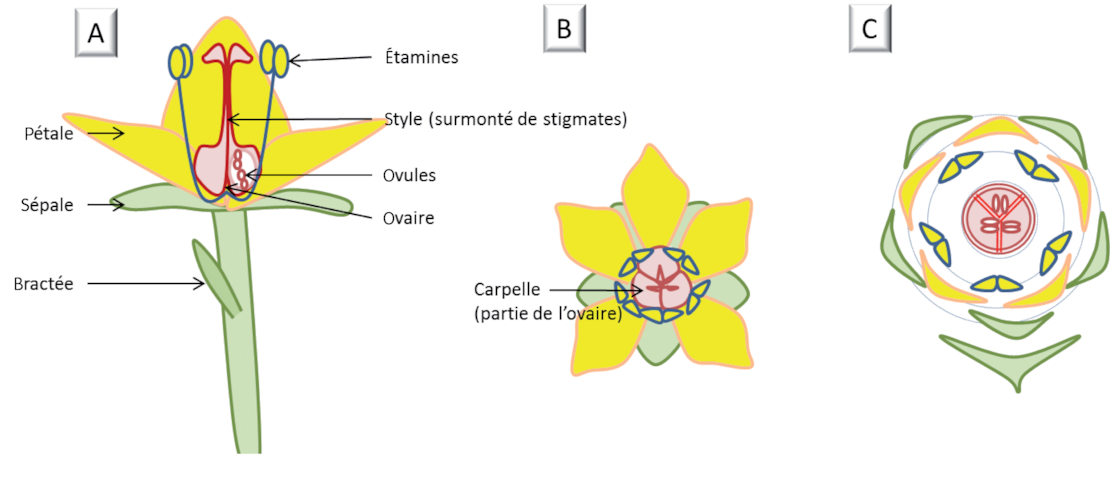 A
Étamines
Style (surmonté de stigmates)
Pétale
Ovules
Sépale
Ovaire
Bractée
B
Carpelle
(partie de l'ovaire)
C